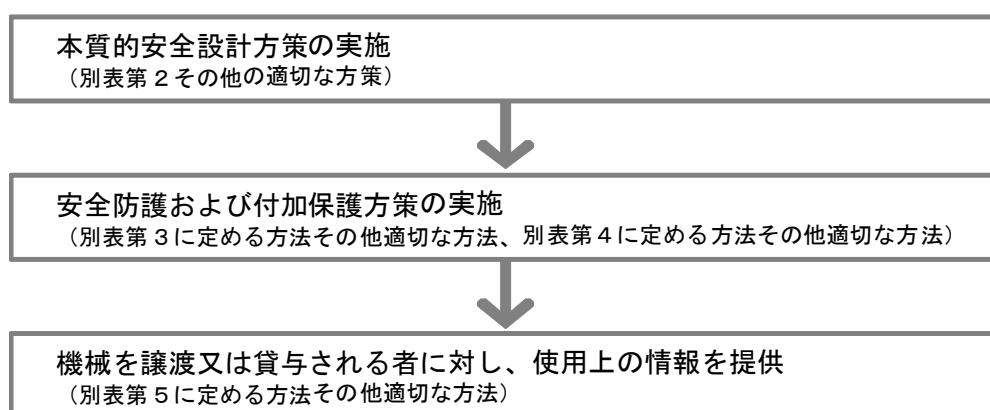 本質的安全設計方策の実施
（別表第２その他の適切な方策）
安全防護および付加保護方策の実施
（別表第３に定める方法その他適切な方法、別表第４に定める方法その他適切な方法）
機械を譲渡又は貸与される者に対し、使用上の情報を提供
（別表第５に定める方法その他適切な方法）